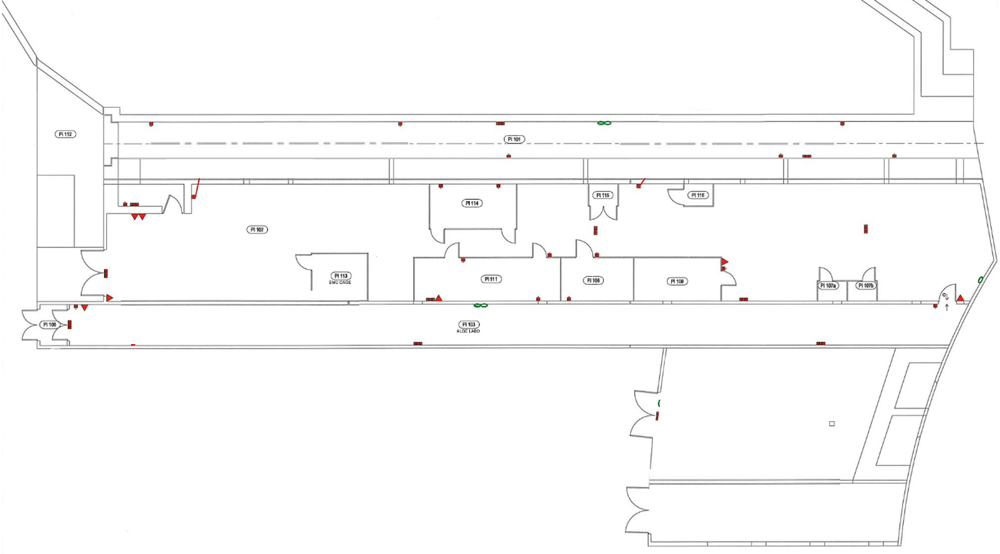 PI 112
PI 101
PI 115
PI 116
PI 114
PI 102
PI 113
EMC CAGE
PI 111
PI 108
PI 109
PI 107a
PI 107b
PI 106
PI 103
ALGE LABO